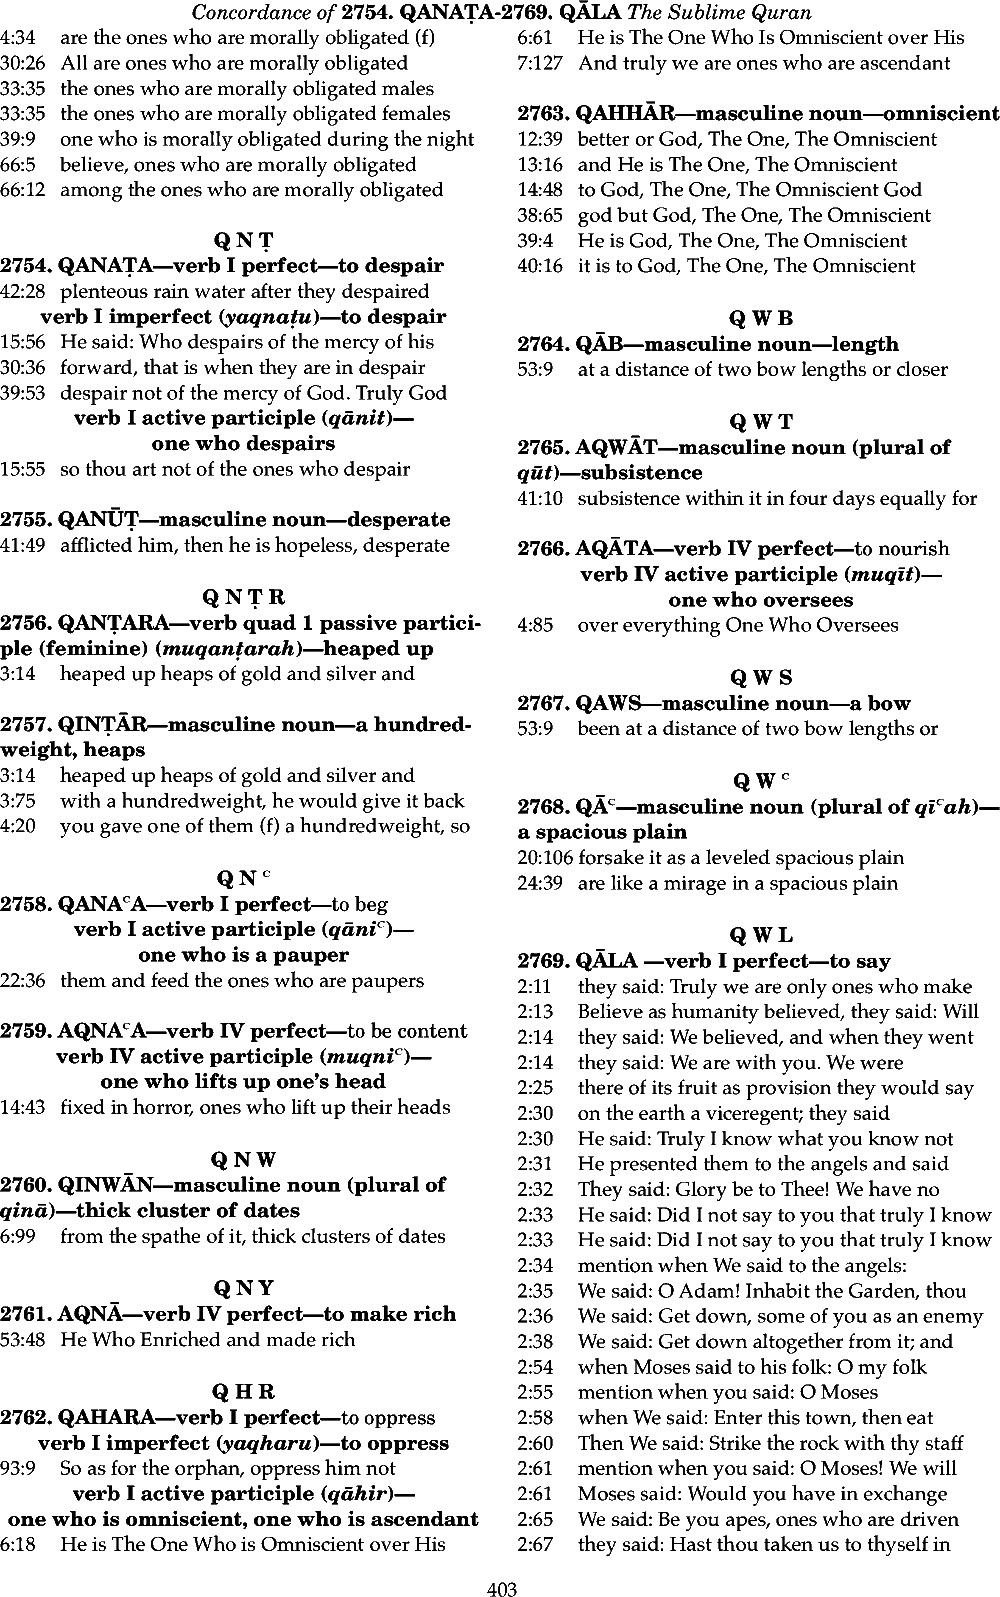 Concordance of 2754. QANAṬA-2769. QĀLA The Sublime Quran
4:34 are the ones who are morally obligated (f)
30:26 All are ones who are morally obligated
33:35 the ones who are morally obligated males
33:35 the ones who are morally obligated females
39:9 one who is morally obligated during the night
66:5 believe, ones who are morally obligated
66:12 among the ones who are morally obligated
Q N Ṭ
2754. QANAṬA—verb I perfect—to despair
42:28 plenteous rain water after they despaired
verb I imperfect (yaqnaṭu)—to despair
15:56 He said: Who despairs of the mercy of his
30:36 forward, that is when they are in despair
39:53 despair not of the mercy of God. Truly God
verb I active participle (qānit)—
one who despairs
15:55 so thou art not of the ones who despair
2755. QANŪṬ—masculine noun—desperate
41:49 afflicted him, then he is hopeless, desperate
Q N Ṭ R
2756. QANṬARA—verb quad 1 passive partici-
ple (feminine) (muqanṭarah)—heaped up
3:14 heaped up heaps of gold and silver and
2757. QINṬĀR—masculine noun—a hundred-
weight, heaps
3:14 heaped up heaps of gold and silver and
3:75 with a hundredweight, he would give it back
4:20 you gave one of them (f) a hundredweight, so
Q N ᶜ
2758. QANAᶜA—verb I perfect—to beg
verb I active participle (qāniᶜ)—
one who is a pauper
22:36 them and feed the ones who are paupers
2759. AQNAᶜA—verb IV perfect—to be content
verb IV active participle (muqniᶜ)—
one who lifts up one's head
14:43 fixed in horror, ones who lift up their heads
Q N W
2760. QINWĀN—masculine noun (plural of
qinā)—thick cluster of dates
6:99 from the spathe of it, thick clusters of dates
Q N Y
2761. AQNĀ—verb IV perfect—to make rich
53:48 He Who Enriched and made rich
Q H R
2762. QAHARA—verb I perfect—to oppress
verb I imperfect (yaqharu)—to oppress
93:9 So as for the orphan, oppress him not
verb I active participle (qāhir)—
one who is omniscient, one who is ascendant
6:18 He is The One Who is Omniscient over His
6:61 He is The One Who Is Omniscient over His
7:127 And truly we are ones who are ascendant
2763. QAHHĀR—masculine noun—omniscient
12:39 better or God, The One, The Omniscient
13:16 and He is The One, The Omniscient
14:48 to God, The One, The Omniscient God
38:65 god but God, The One, The Omniscient
39:4 He is God, The One, The Omniscient
40:16 it is to God, The One, The Omniscient
Q W B
2764. QĀB—masculine noun—length
53:9 at a distance of two bow lengths or closer
Q W T
2765. AQWĀT—masculine noun (plural of
qūt)—subsistence
41:10 subsistence within it in four days equally for
2766. AQĀTA—verb IV perfect—to nourish
verb IV active participle (muqīt)—
one who oversees
4:85 over everything One Who Oversees
Q W S
2767. QAWS—masculine noun—a bow
53:9 been at a distance of two bow lengths or
Q W ᶜ
2768. QĀᶜ—masculine noun (plural of qīᶜah)—
a spacious plain
20:106 forsake it as a leveled spacious plain
24:39 are like a mirage in a spacious plain
Q W L
2769. QĀLA —verb I perfect—to say
2:11 they said: Truly we are only ones who make
2:13 Believe as humanity believed, they said: Will
2:14 they said: We believed, and when they went
2:14 they said: We are with you. We were
2:25 there of its fruit as provision they would say
2:30 on the earth a viceregent; they said
2:30 He said: Truly I know what you know not
2:31 He presented them to the angels and said
2:32 They said: Glory be to Thee! We have no
2:33 He said: Did I not say to you that truly I know
2:33 He said: Did I not say to you that truly I know
2:34 mention when We said to the angels:
2:35 We said: O Adam! Inhabit the Garden, thou
2:36 We said: Get down, some of you as an enemy
2:38 We said: Get down altogether from it; and
2:54 when Moses said to his folk: O my folk
2:55 mention when you said: O Moses
2:58 when We said: Enter this town, then eat
2:60 Then We said: Strike the rock with thy staff
2:61 mention when you said: O Moses! We will
2:61 Moses said: Would you have in exchange
2:65 We said: Be you apes, ones who are driven
2:67 they said: Hast thou taken us to thyself in
403